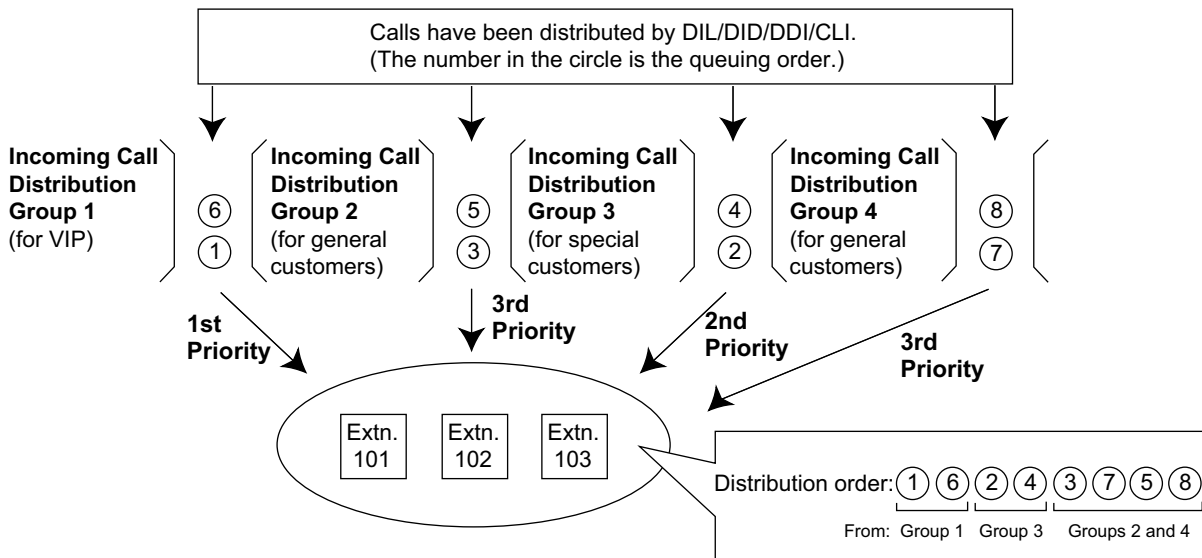 Calls have been distributed by DIL/DID/DDI/CLI.
(The number in the circle is the queuing order.)
Incoming Call
Distribution
Group 1
(for VIP)
6
1
Incoming Call
Distribution
Group 2
(for general
customers)
5
3
Incoming Call
Distribution
Group 3
(for special
customers)
4
2
Incoming Call
Distribution
Group 4
(for general
customers)
8
7
1st
Priority
3rd
Priority
2nd
Priority
3rd
Priority
Extn.
101
Extn.
102
Extn.
103
Distribution order: 1 6 2 4 3 7 5 8
From: Group 1 Group 3 Groups 2 and 4